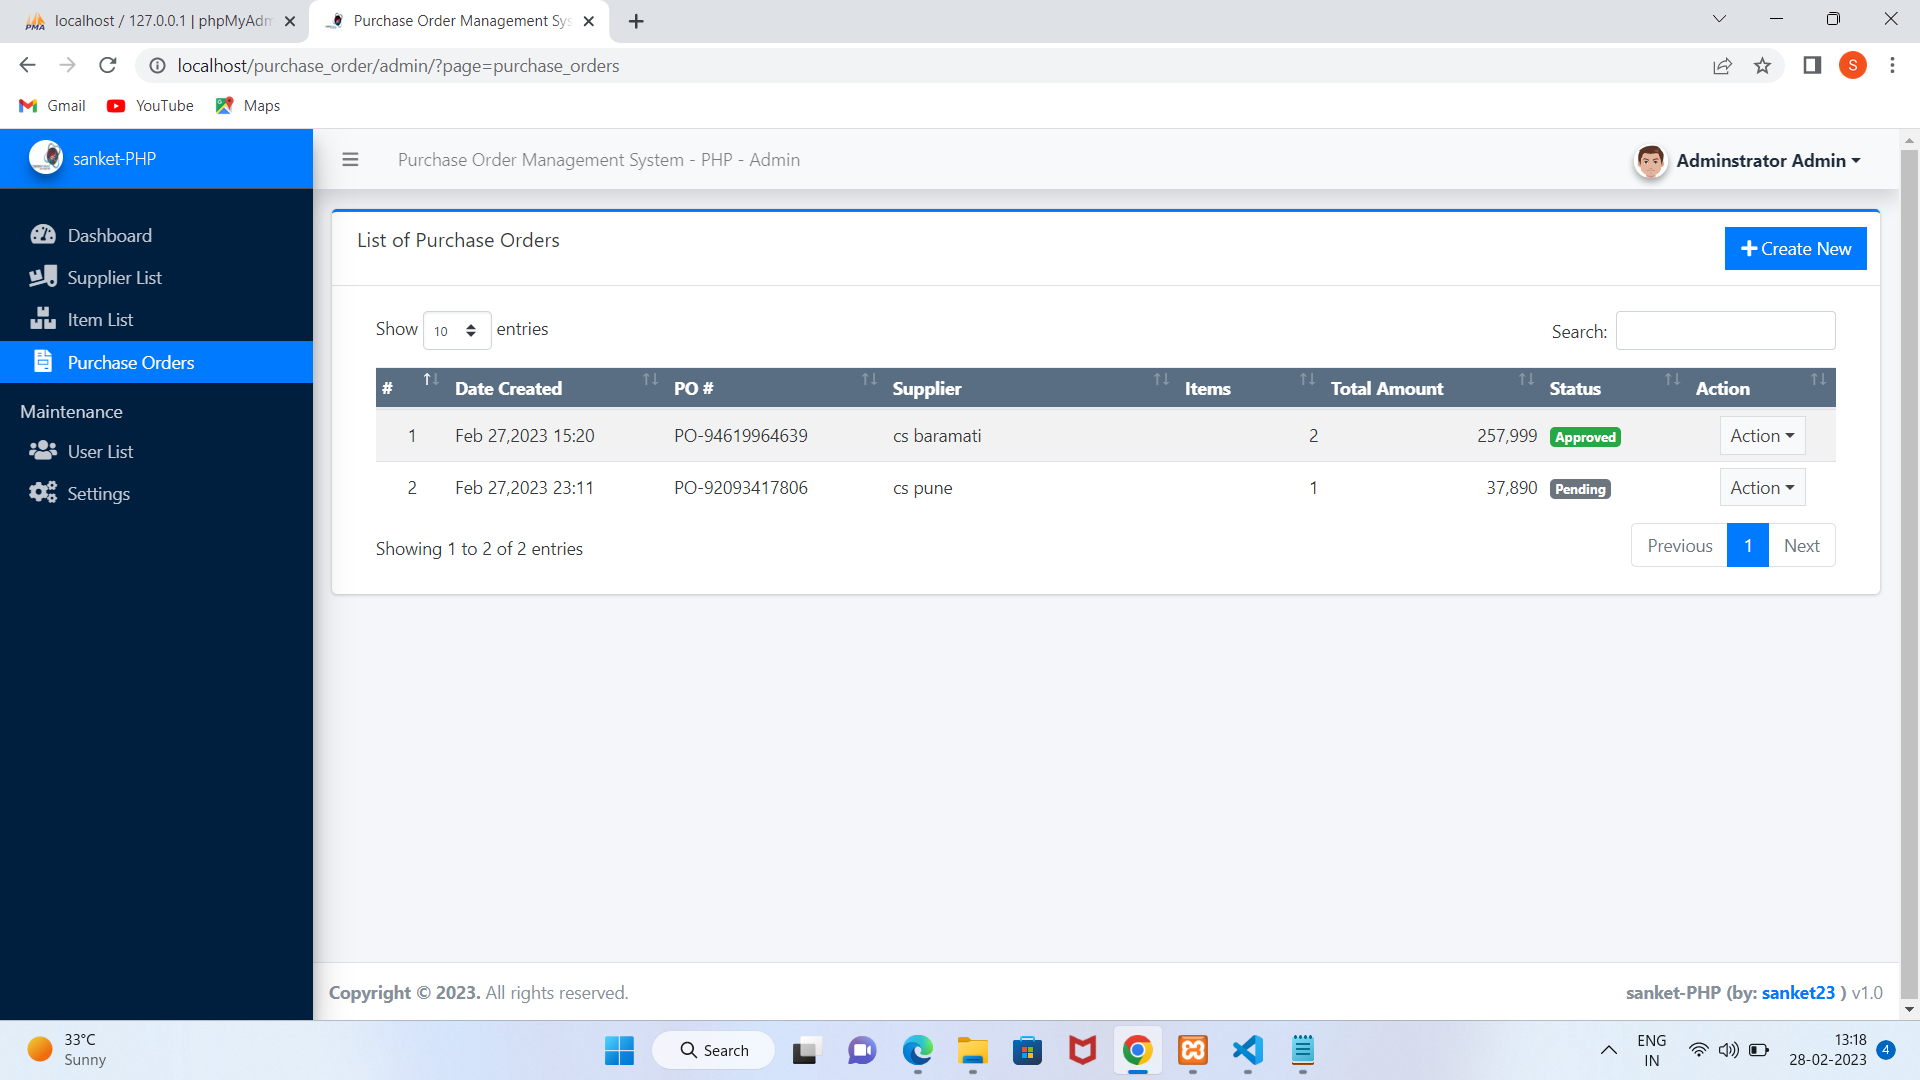 localhost / 127.0.0.1 | phpMyAdm
Purchase Order Management Sys
localhost/purchase_order/admin/?page=purchase_orders
S
Gmail YouTube Maps
sanket-PHP
Purchase Order Management System - PHP - Admin
Adminstrator Admin
Dashboard
Supplier List
Item List
Purchase Orders
Maintenance
User List
Settings
List of Purchase Orders
Create New
Show 10 entries
Search:
# Date Created PO # Supplier Items Total Amount Status Action
1 Feb 27,2023 15:20 PO-94619964639 cs baramati 2 257,999 Approved Action
2 Feb 27,2023 23:11 PO-92093417806 cs pune 1 37,890 Pending Action
Showing 1 to 2 of 2 entries
Previous 1 Next
Copyright © 2023. All rights reserved.
sanket-PHP (by: sanket23 ) v1.0
33°C
Sunny
Search
ENG
IN
13:18
28-02-2023
4